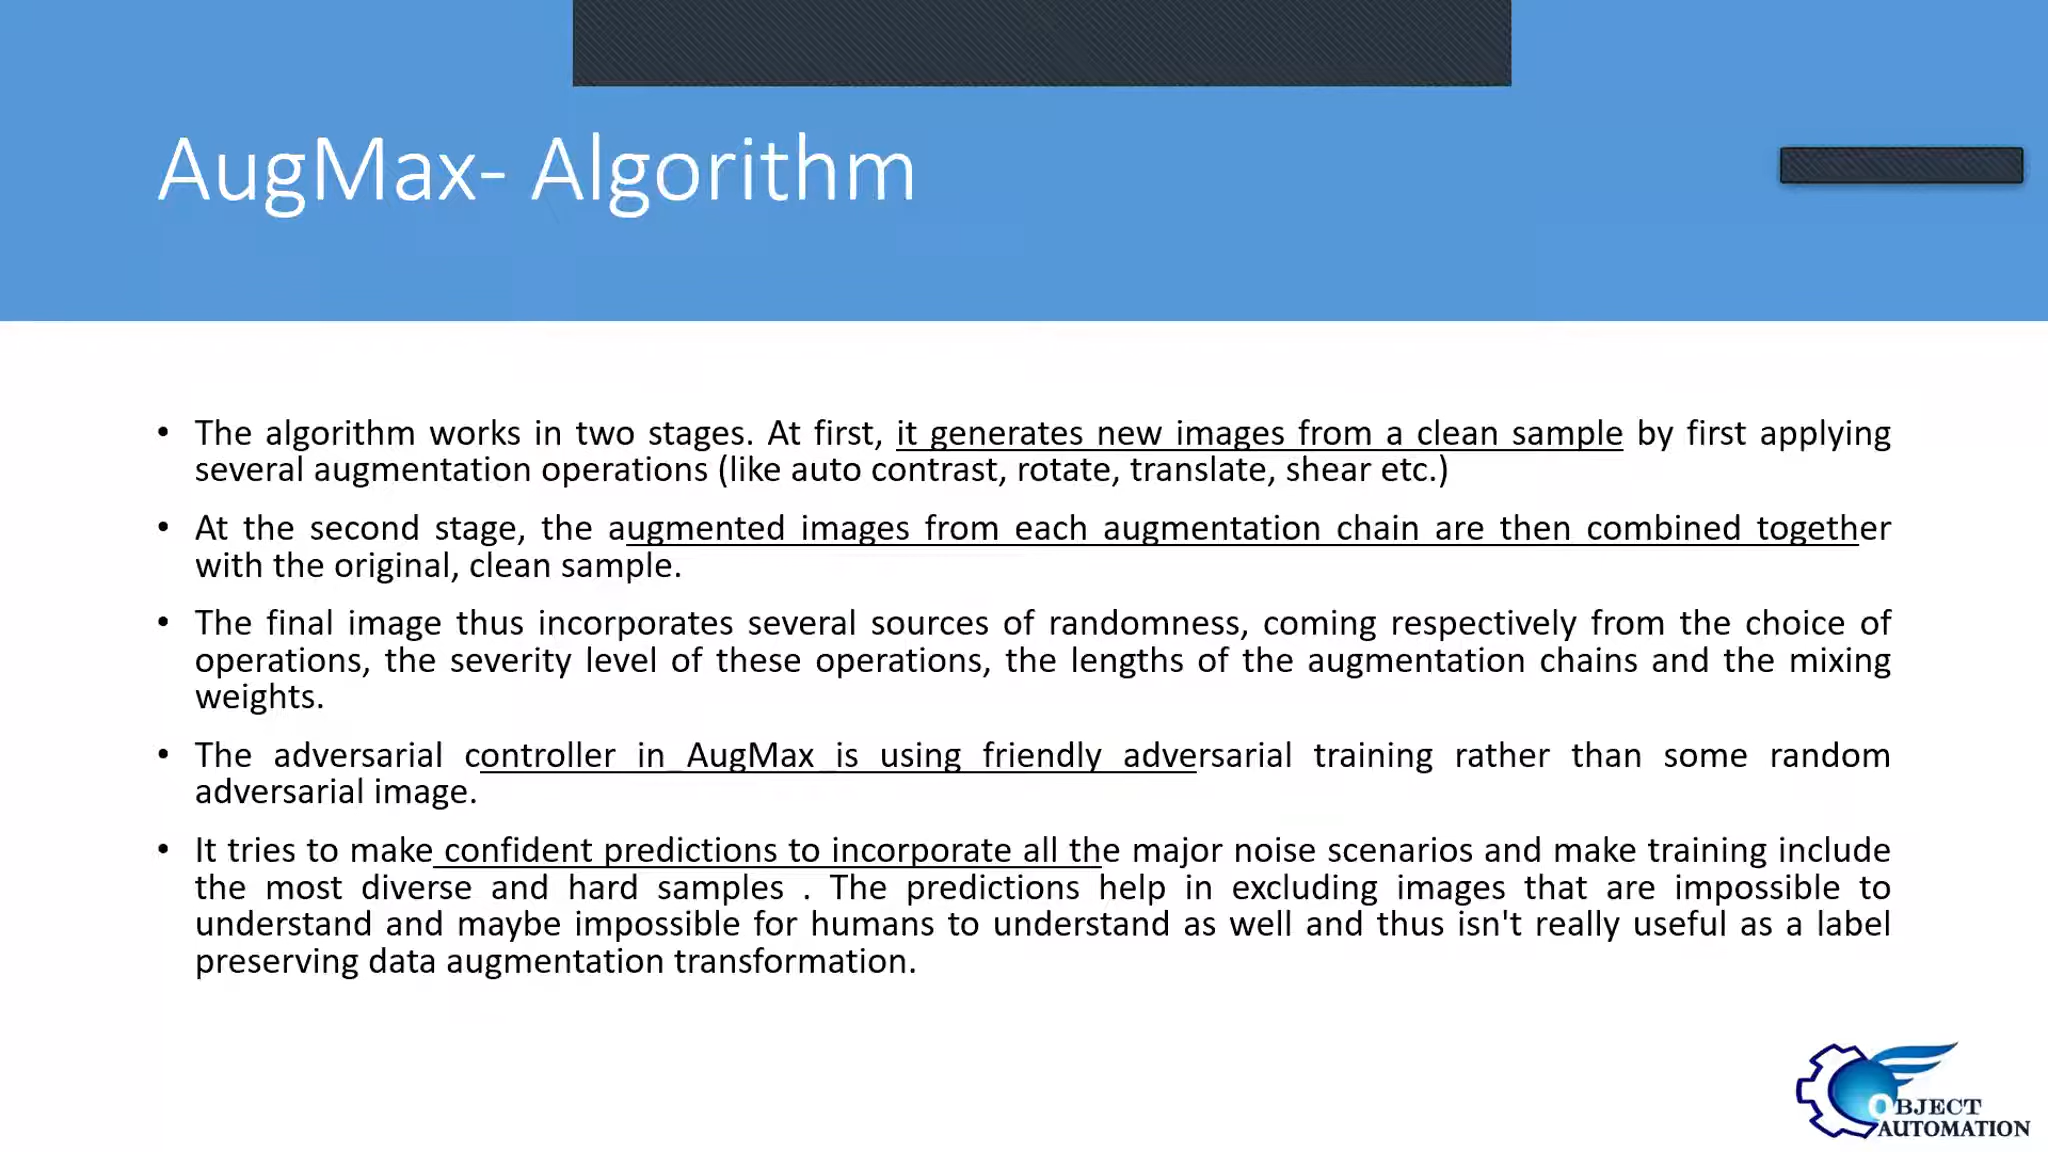 AugMax- Algorithm
• The algorithm works in two stages. At first, it generates new images from a clean sample by first applying
several augmentation operations (like auto contrast, rotate, translate, shear etc.)
• At the second stage, the augmented images from each augmentation chain are then combined together
with the original, clean sample.
• The final image thus incorporates several sources of randomness, coming respectively from the choice of
operations, the severity level of these operations, the lengths of the augmentation chains and the mixing
weights.
• The adversarial controller in AugMax is using friendly adversarial training rather than some random
adversarial image.
• It tries to make confident predictions to incorporate all the major noise scenarios and make training include
the most diverse and hard samples . The predictions help in excluding images that are impossible to
understand and maybe impossible for humans to understand as well and thus isn't really useful as a label
preserving data augmentation transformation.
OBJECT
AUTOMATION